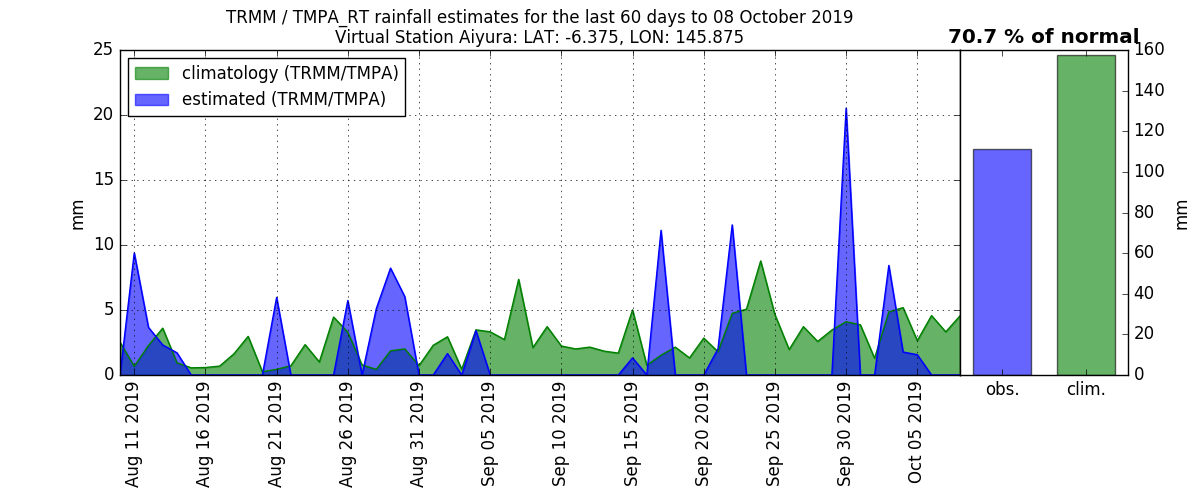 TRMM / TMPA_RT rainfall estimates for the last 60 days to 08 October 2019
Virtual Station Aiyura: LAT: -6.375, LON: 145.875
70.7 % of normal
climatology (TRMM/TMPA)
estimated (TRMM/TMPA)
25
20
15
10
5
0
mm
Aug 11 2019
Aug 16 2019
Aug 21 2019
Aug 26 2019
Aug 31 2019
Sep 05 2019
Sep 10 2019
Sep 15 2019
Sep 20 2019
Sep 25 2019
Sep 30 2019
Oct 05 2019
obs.
clim.
160
140
120
100
80
60
40
20
0
mm